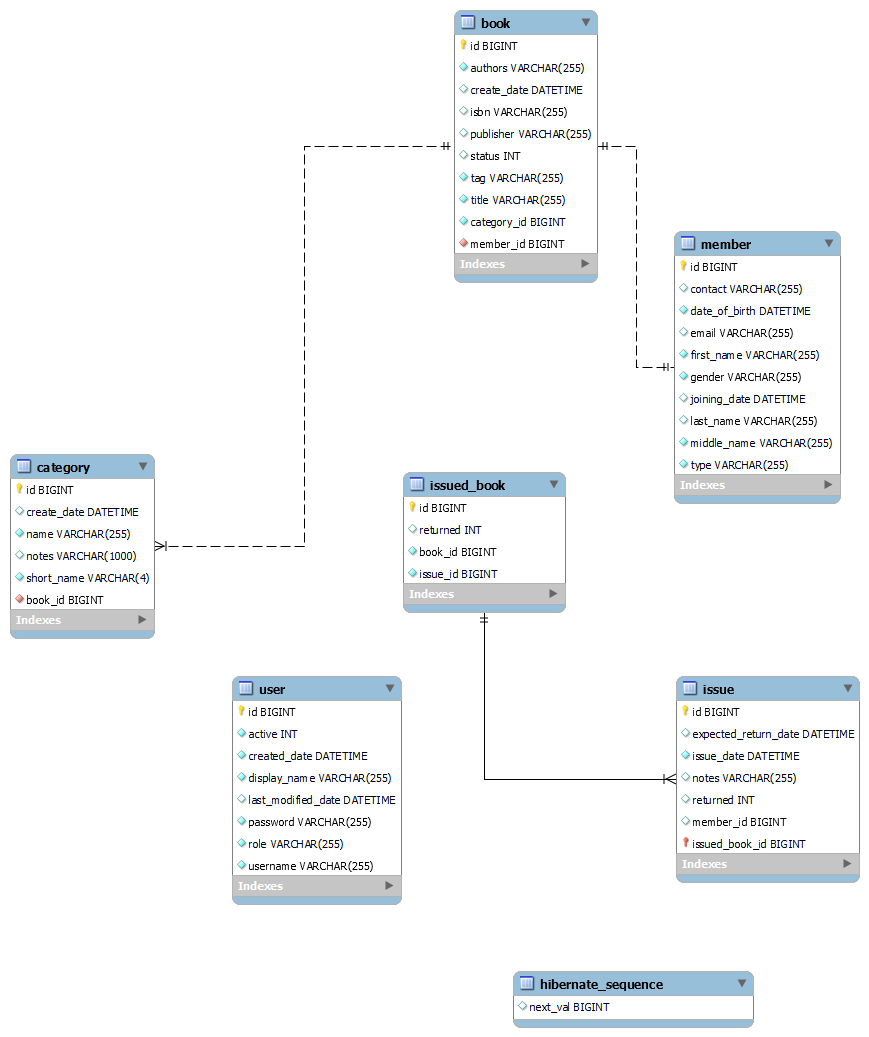 book
id BIGINT
authors VARCHAR(255)
create_date DATETIME
isbn VARCHAR(255)
publisher VARCHAR(255)
status INT
tag VARCHAR(255)
title VARCHAR(255)
category_id BIGINT
member_id BIGINT
Indexes
member
id BIGINT
contact VARCHAR(255)
date_of_birth DATETIME
email VARCHAR(255)
first_name VARCHAR(255)
gender VARCHAR(255)
joining_date DATETIME
last_name VARCHAR(255)
middle_name VARCHAR(255)
type VARCHAR(255)
Indexes
category
id BIGINT
create_date DATETIME
name VARCHAR(255)
notes VARCHAR(1000)
short_name VARCHAR(4)
book_id BIGINT
Indexes
issued_book
id BIGINT
returned INT
book_id BIGINT
issue_id BIGINT
Indexes
user
id BIGINT
active INT
created_date DATETIME
display_name VARCHAR(255)
last_modified_date DATETIME
password VARCHAR(255)
role VARCHAR(255)
username VARCHAR(255)
Indexes
issue
id BIGINT
expected_return_date DATETIME
issue_date DATETIME
notes VARCHAR(255)
returned INT
member_id BIGINT
issued_book_id BIGINT
Indexes
hibernate_sequence
next_val BIGINT